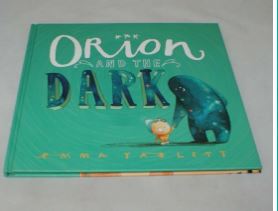 ORION
AND THE
DARK
EMMA YARLETT